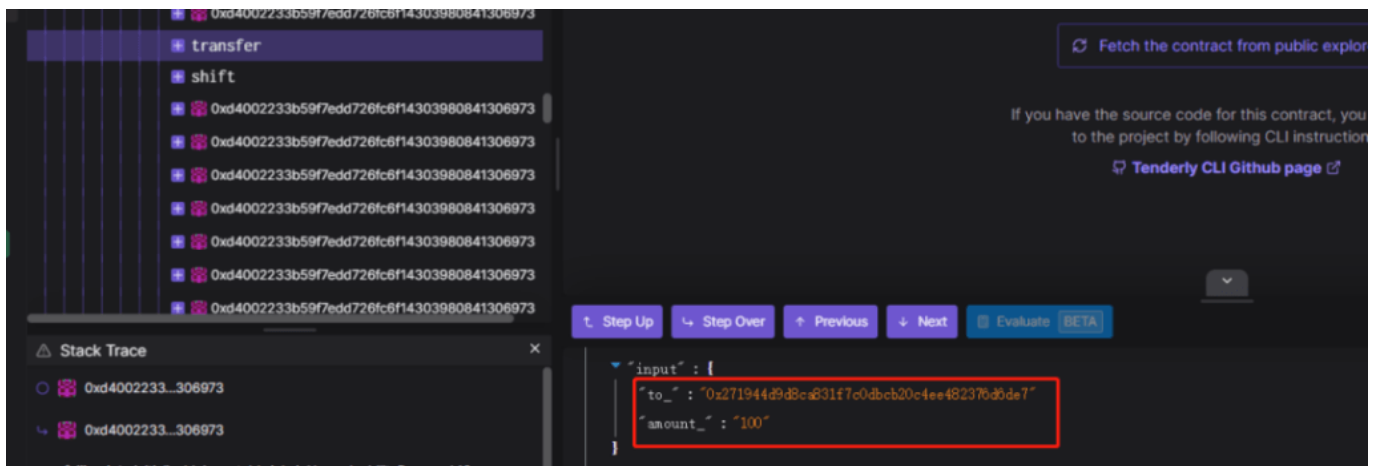 0xd4002233b59f7edd726fc6f14303980841306973
transfer
shift
0xd4002233b59f7edd726fc6f14303980841306973
0xd4002233b59f7edd726fc6f14303980841306973
0xd4002233b59f7edd726fc6f14303980841306973
0xd4002233b59f7edd726fc6f14303980841306973
0xd4002233b59f7edd726fc6f14303980841306973
0xd4002233b59f7edd726fc6f14303980841306973
0xd4002233b59f7edd726fc6f14303980841306973
Stack Trace
0xd4002233...306973
0xd4002233...306973
Fetch the contract from public explor
If you have the source code for this contract, you
to the project by following CLI instruction
Tenderly CLI Github page
Step Up Step Over Previous Next Evaluate BETA
"input" : {
"to_" : "0x271944d9d8ca831f7c0dbcb20c4ee482376d6de7"
"amount_" : "100"
}